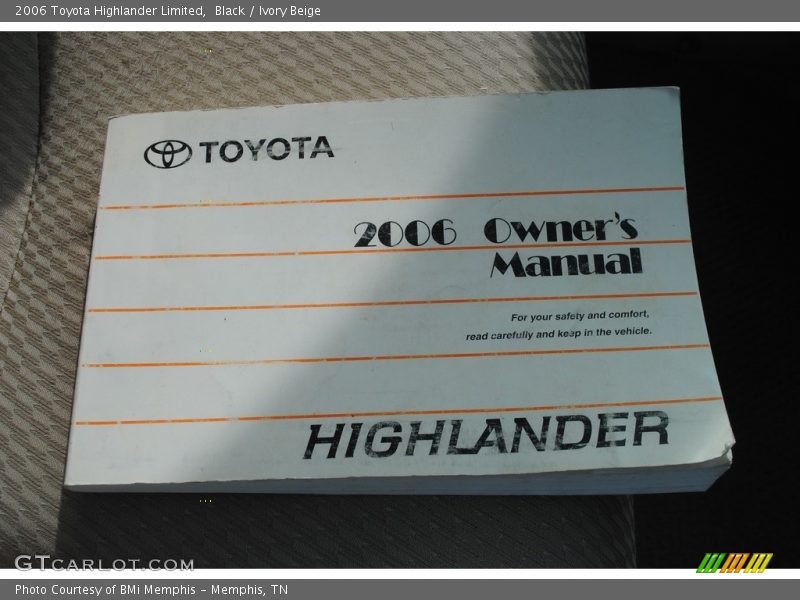 2006 Toyota Highlander Limited, Black / Ivory Beige
TOYOTA
2006 Owner's
Manual
For your safety and comfort,
read carefully and keep in the vehicle.
HIGHLANDER
GTCARLOT.COM
Photo Courtesy of BMi Memphis - Memphis, TN